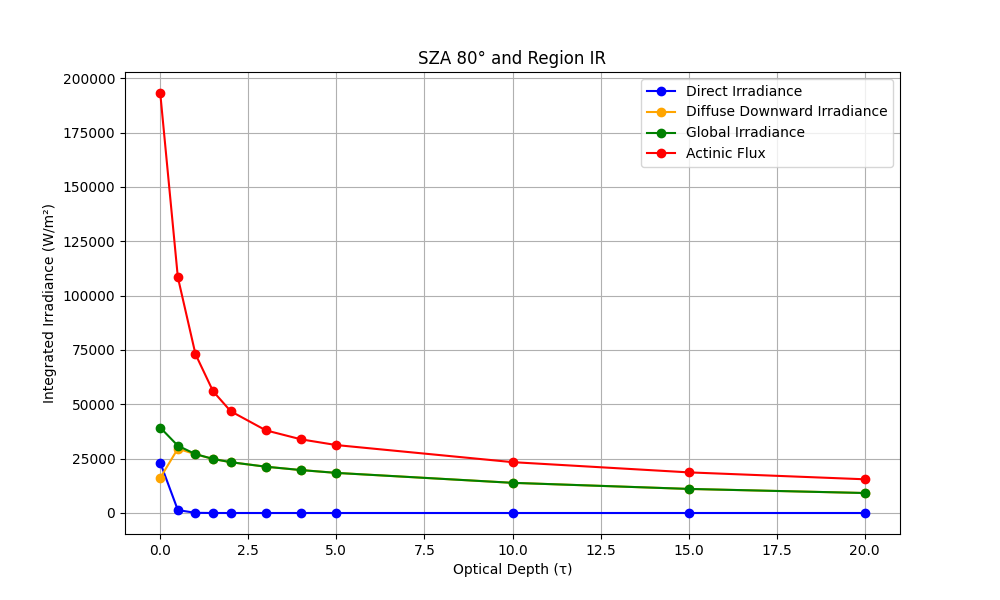 SZA 80° and Region IR
Direct Irradiance
Diffuse Downward Irradiance
Global Irradiance
Actinic Flux
Integrated Irradiance (W/m²)
200000
175000
150000
125000
100000
75000
50000
25000
0
0.0 2.5 5.0 7.5 10.0 12.5 15.0 17.5 20.0
Optical Depth (τ)